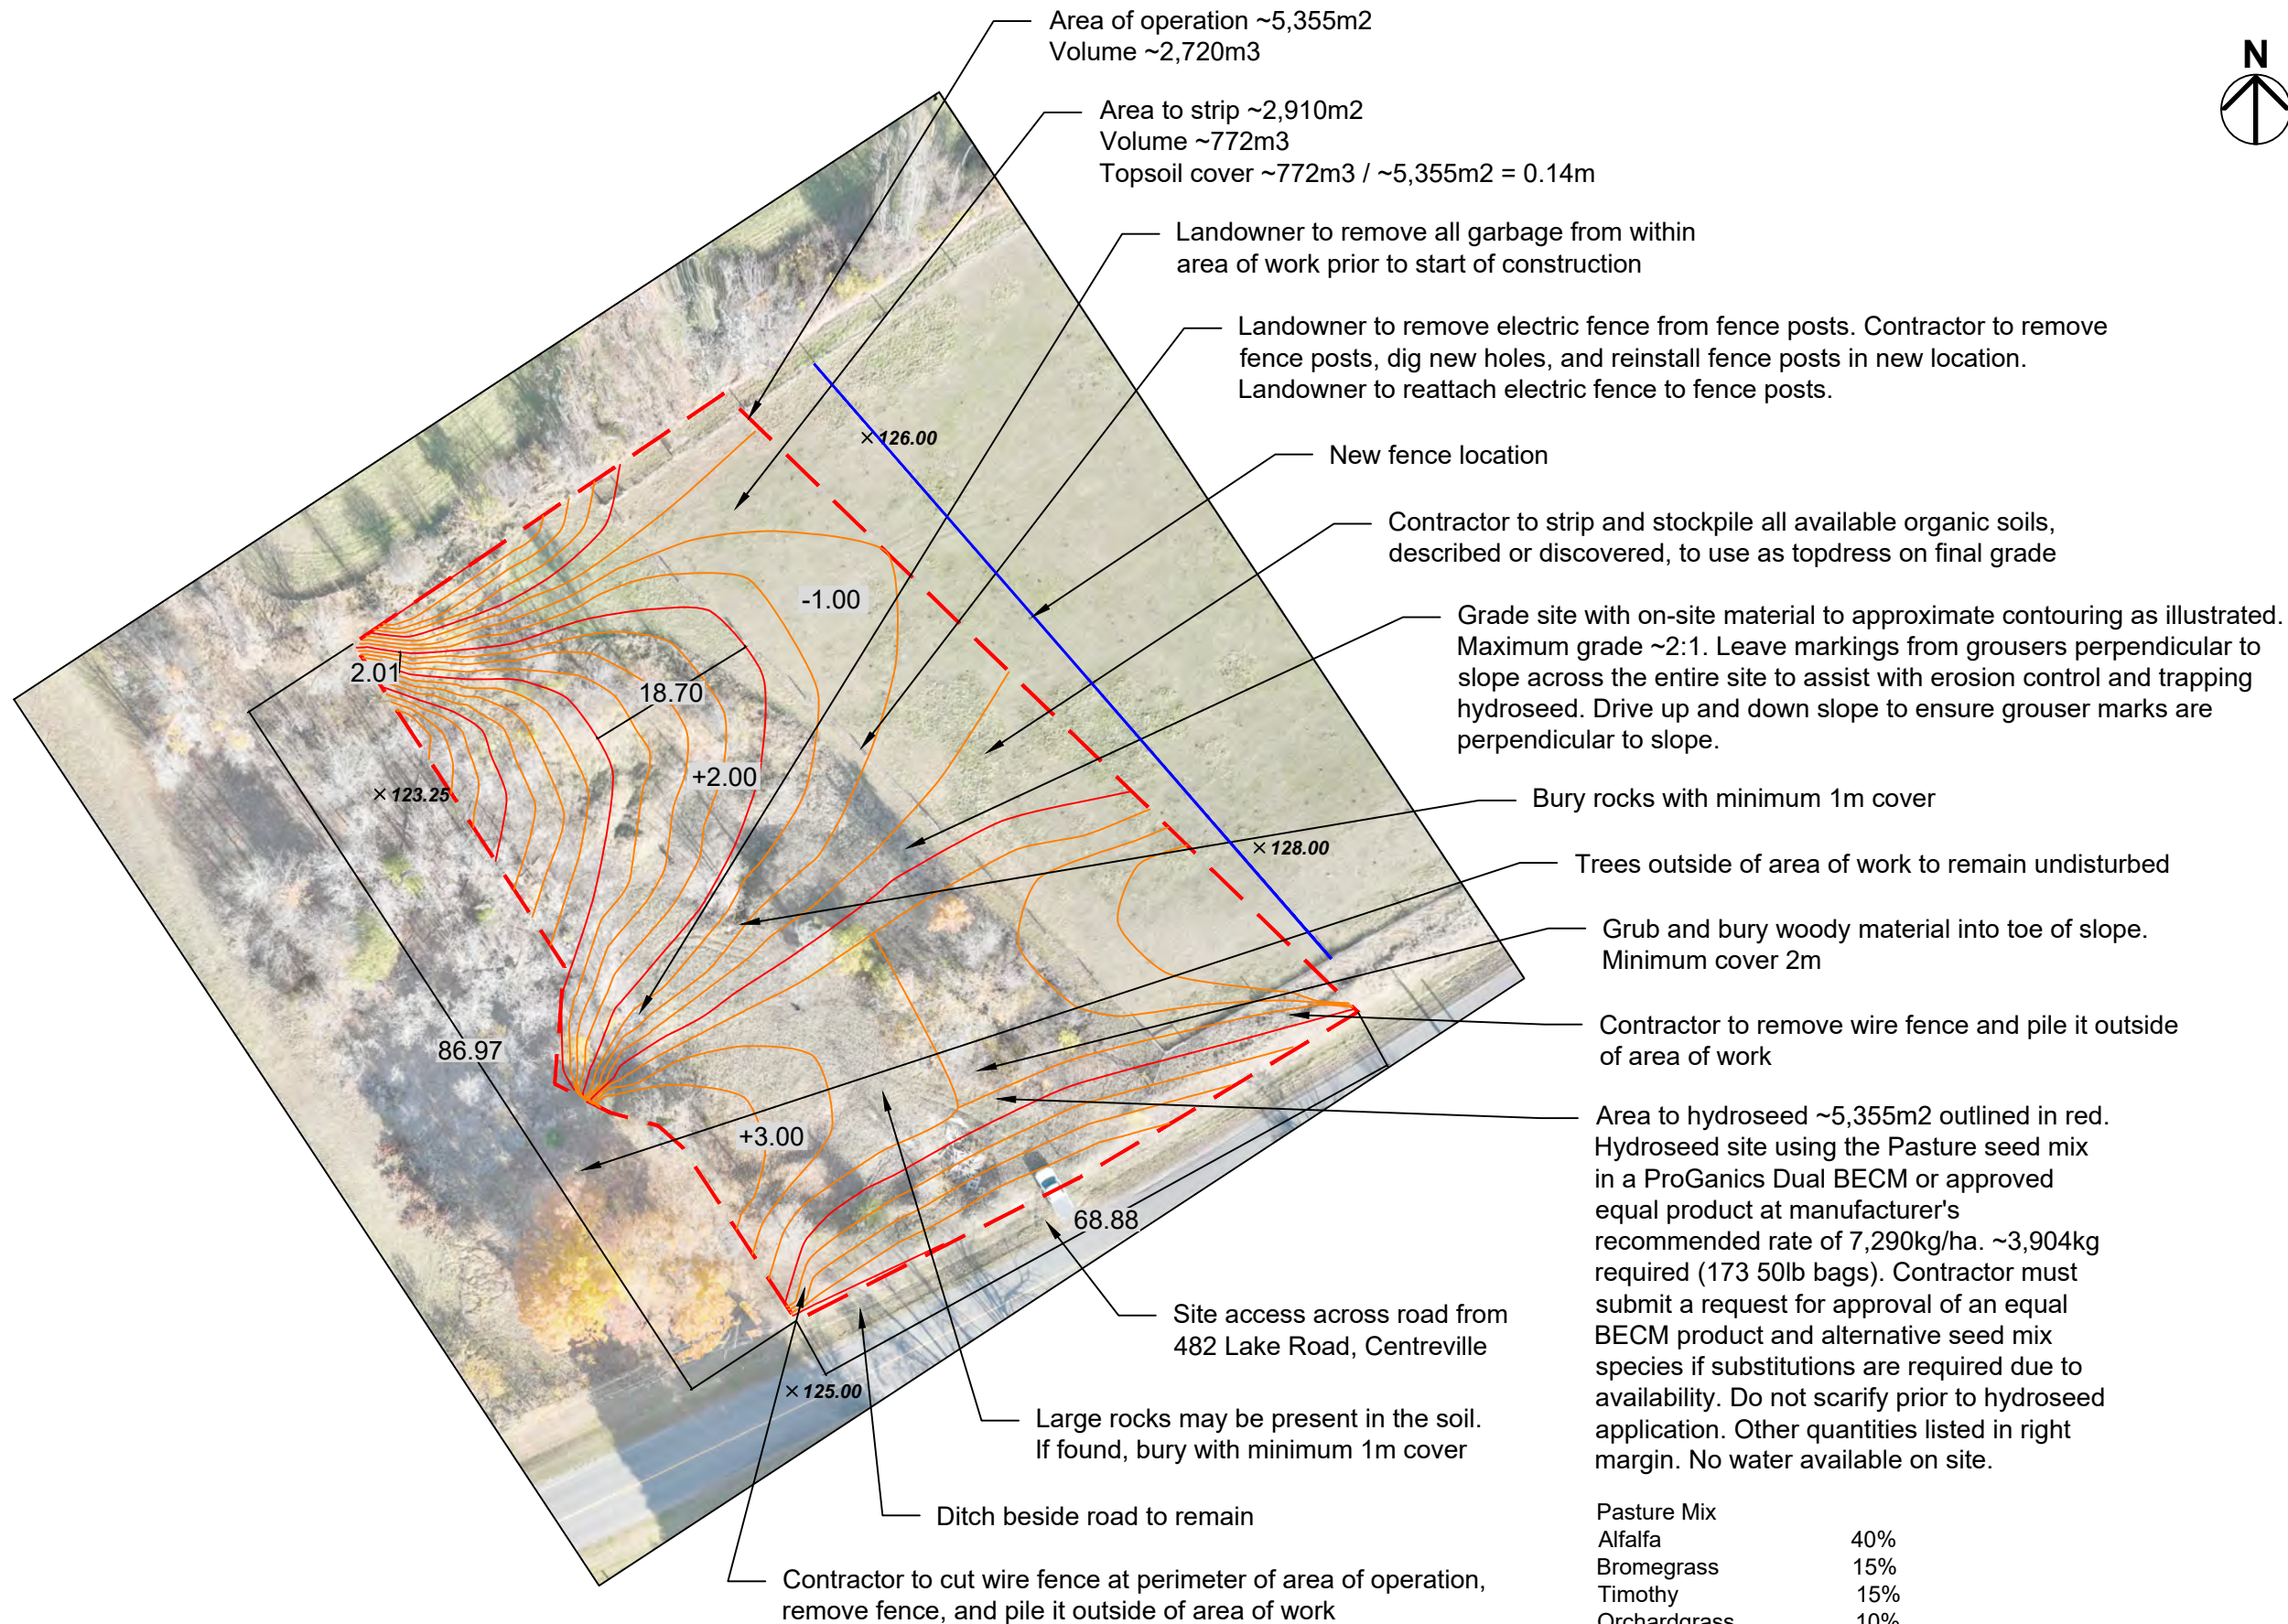 Area of operation ~5,355m2
Volume ~2,720m3
N
Area to strip ~2,910m2
Volume ~772m3
Topsoil cover ~772m3 / ~5,355m2 = 0.14m
Landowner to remove all garbage from within
area of work prior to start of construction
Landowner to remove electric fence from fence posts. Contractor to remove
fence posts, dig new holes, and reinstall fence posts in new location.
Landowner to reattach electric fence to fence posts.
126.00
New fence location
Contractor to strip and stockpile all available organic soils,
described or discovered, to use as topdress on final grade
-1.00
Grade site with on-site material to approximate contouring as illustrated.
Maximum grade ~2:1. Leave markings from grousers perpendicular to
slope across the entire site to assist with erosion control and trapping
hydroseed. Drive up and down slope to ensure grouser marks are
perpendicular to slope.
2.01
18.70
+2.00
123.25
Bury rocks with minimum 1m cover
128.00
Trees outside of area of work to remain undisturbed
Grub and bury woody material into toe of slope.
Minimum cover 2m
86.97
Contractor to remove wire fence and pile it outside
of area of work
+3.00
Area to hydroseed ~5,355m2 outlined in red.
Hydroseed site using the Pasture seed mix
in a ProGanics Dual BECM or approved
equal product at manufacturer's
recommended rate of 7,290kg/ha. ~3,904kg
required (173 50lb bags). Contractor must
submit a request for approval of an equal
BECM product and alternative seed mix
species if substitutions are required due to
availability. Do not scarify prior to hydroseed
application. Other quantities listed in right
margin. No water available on site.
68.88
Site access across road from
482 Lake Road, Centreville
125.00
Large rocks may be present in the soil.
If found, bury with minimum 1m cover
Ditch beside road to remain
Contractor to cut wire fence at perimeter of area of operation,
remove fence, and pile it outside of area of work
Pasture Mix
Alfalfa 40%
Bromegrass 15%
Timothy 15%
Orchardgrass 10%